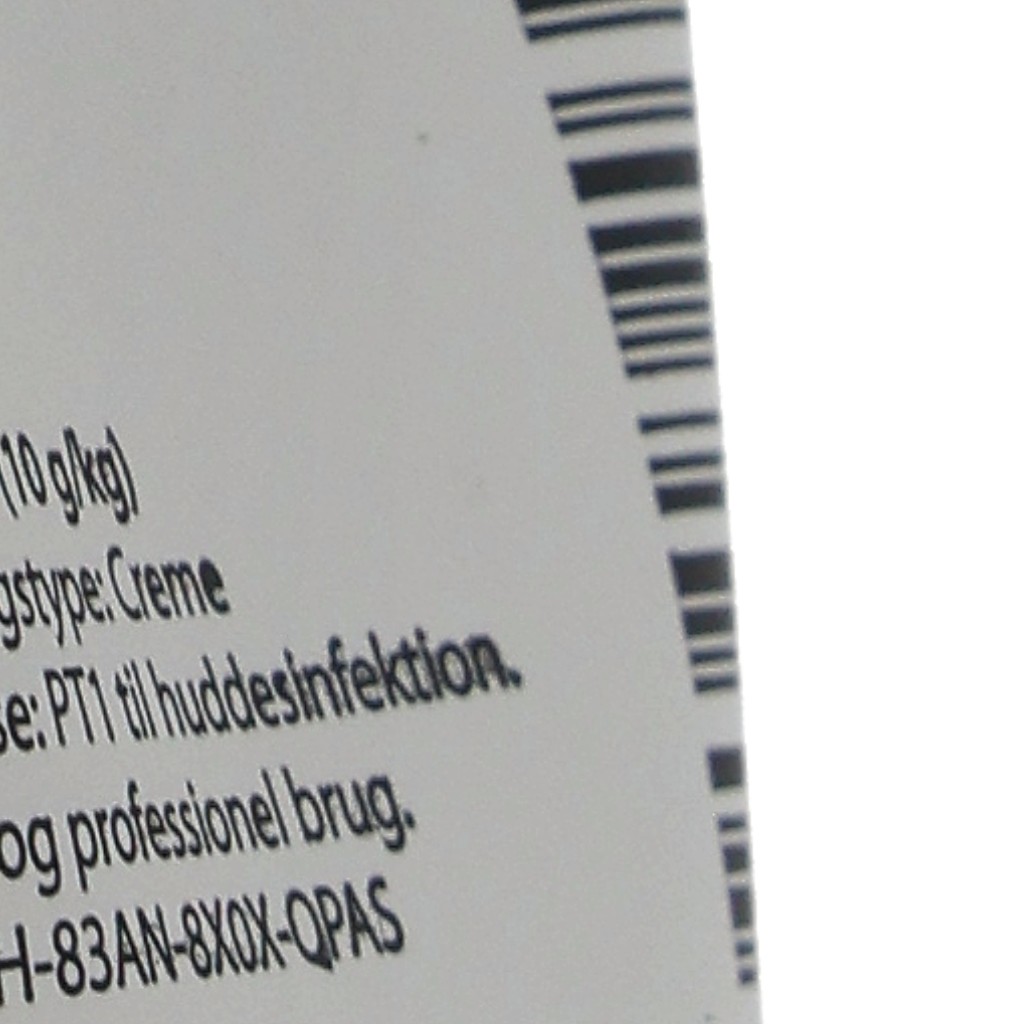 (10 g/kg)
gstype: Creme
se: PT1 til huddesinfektion.
og professionel brug.
H-83AN-8X0X-QPAS